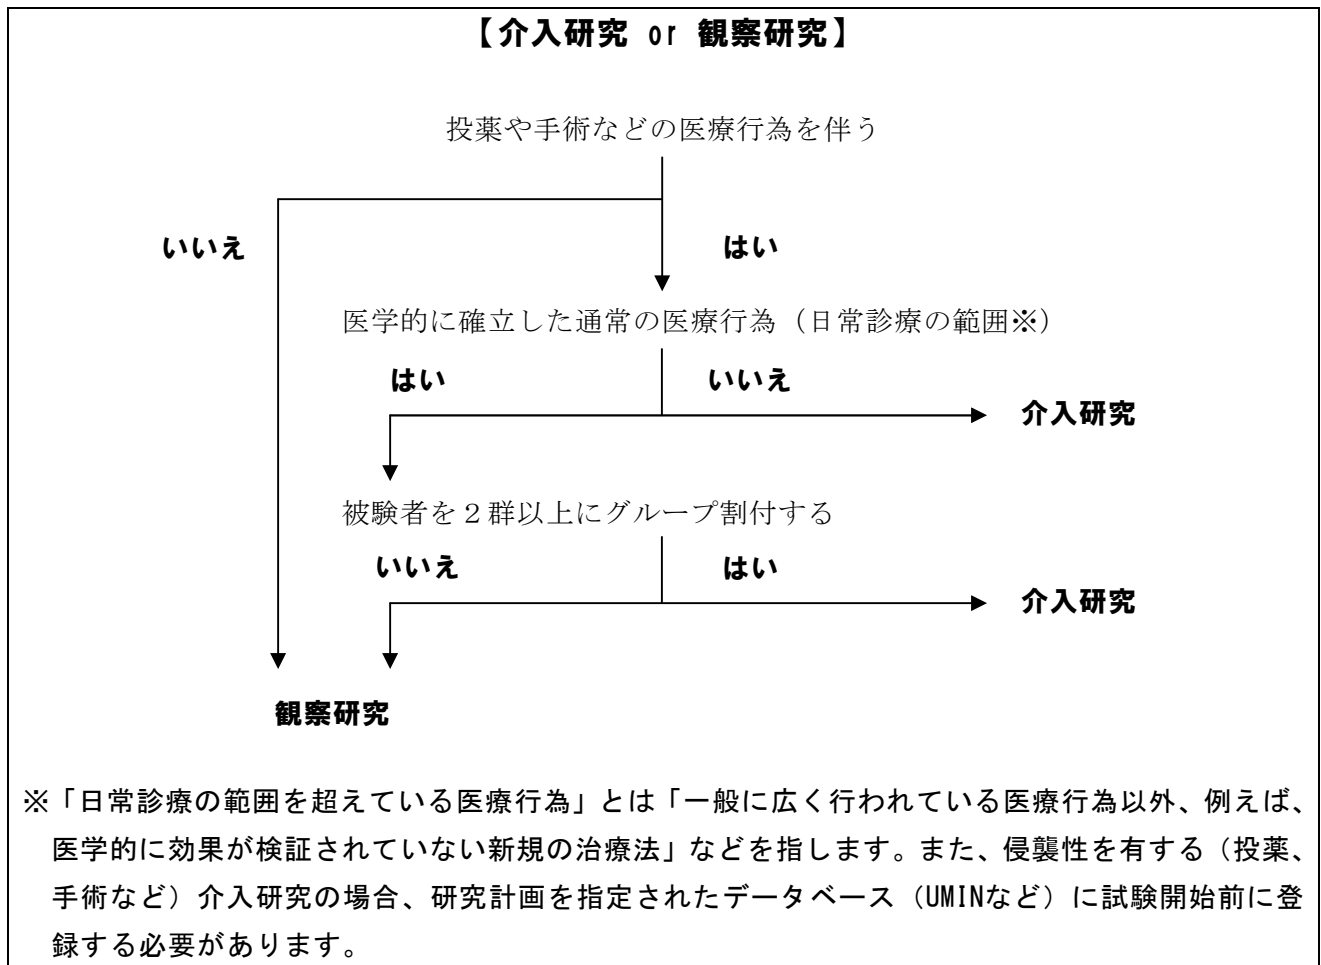 【介入研究 or 観察研究】
投薬や手術などの医療行為を伴う
いいえ
はい
医学的に確立した通常の医療行為（日常診療の範囲※）
はい
いいえ
介入研究
被験者を２群以上にグループ割付する
いいえ
はい
介入研究
観察研究
※「日常診療の範囲を超えている医療行為」とは「一般に広く行われている医療行為以外、例えば、
医学的に効果が検証されていない新規の治療法」などを指します。また、侵襲性を有する（投薬、
手術など）介入研究の場合、研究計画を指定されたデータベース（UMINなど）に試験開始前に登
録する必要があります。